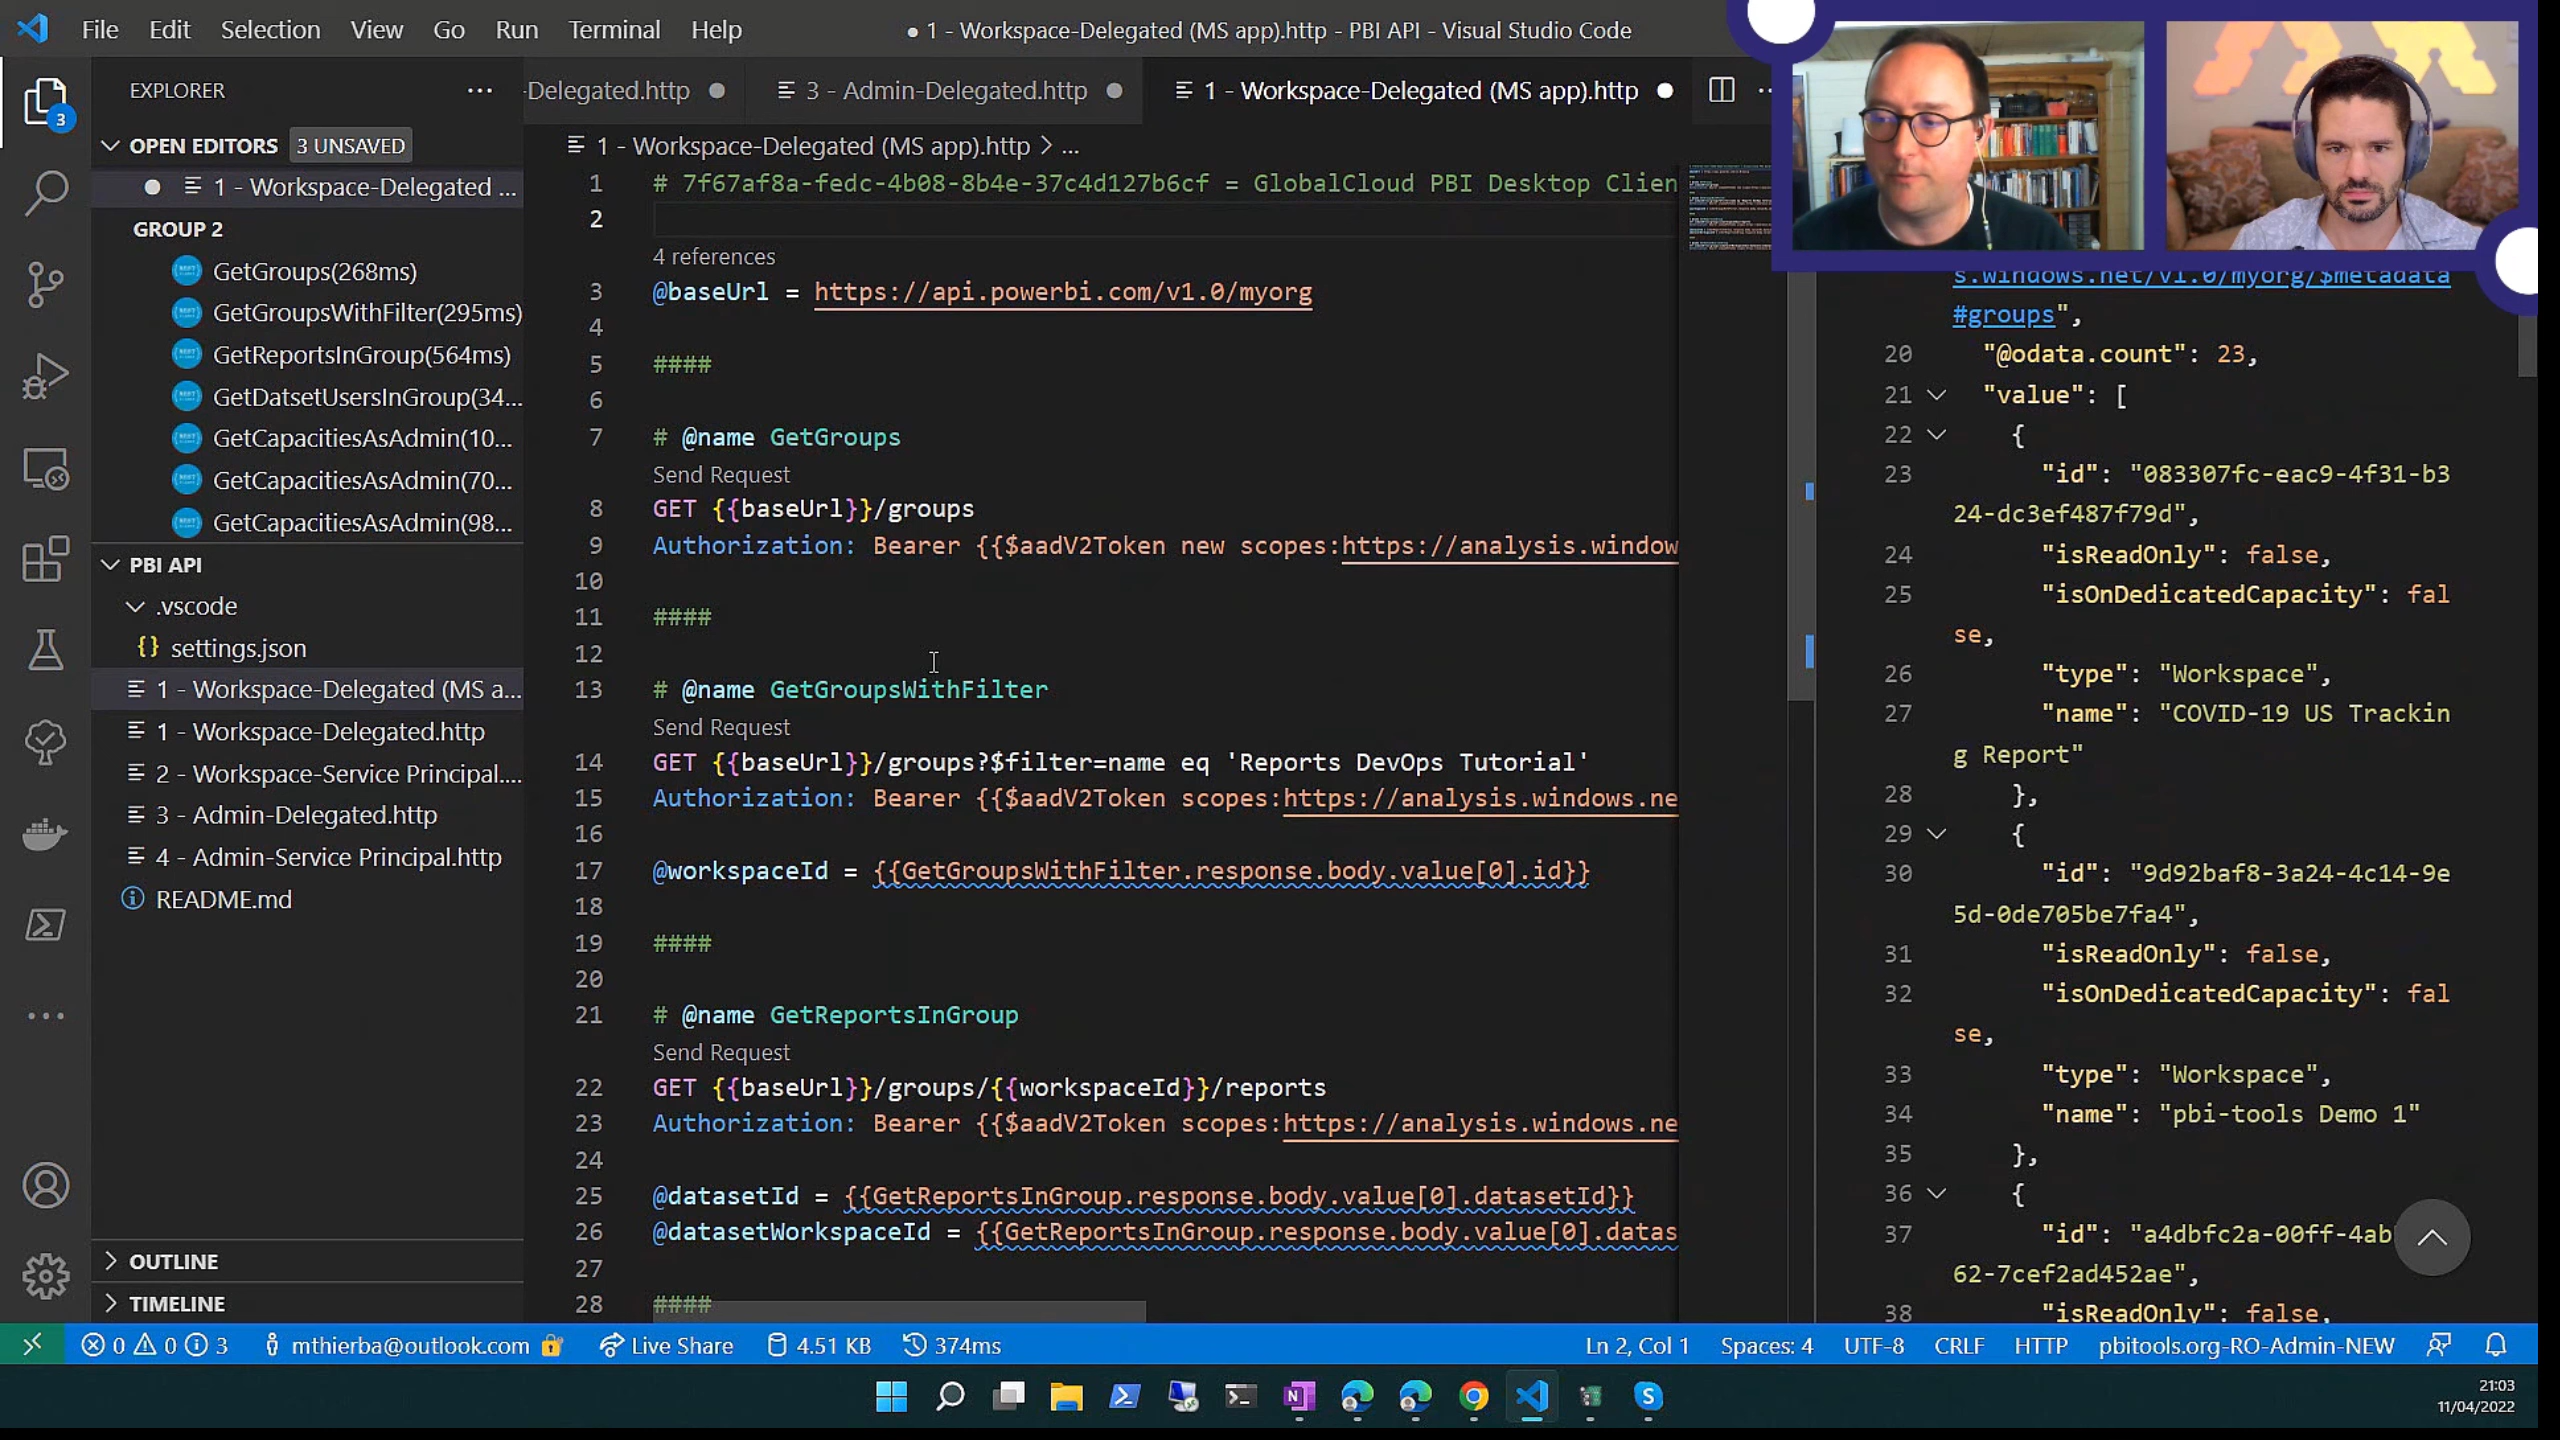 File Edit Selection View Go Run Terminal Help
● 1 - Workspace-Delegated (MS app).http - PBI API - Visual Studio Code
EXPLORER
OPEN EDITORS 3 UNSAVED
1 - Workspace-Delegated ...
GROUP 2
GetGroups(268ms)
GetGroupsWithFilter(295ms)
GetReportsInGroup(564ms)
GetDatsetUsersInGroup(34...
GetCapacitiesAsAdmin(10...
GetCapacitiesAsAdmin(70...
GetCapacitiesAsAdmin(98...
3
PBI API
.vscode
{} settings.json
1 - Workspace-Delegated (MS a...
1 - Workspace-Delegated.http
2 - Workspace-Service Principal....
3 - Admin-Delegated.http
4 - Admin-Service Principal.http
README.md
OUTLINE
TIMELINE
-Delegated.http
3 - Admin-Delegated.http
1 - Workspace-Delegated (MS app).http
1 - Workspace-Delegated (MS app).http > ...
1 # 7f67af8a-fedc-4b08-8b4e-37c4d127b6cf = GlobalCloud PBI Desktop Clien
2
4 references
3 @baseUrl = https://api.powerbi.com/v1.0/myorg
4
5 ####
6
7 # @name GetGroups
Send Request
8 GET {{baseUrl}}/groups
9 Authorization: Bearer {{$aadV2Token new scopes:https://analysis.window
10
11 ####
12
13 # @name GetGroupsWithFilter
Send Request
14 GET {{baseUrl}}/groups?$filter=name eq 'Reports DevOps Tutorial'
15 Authorization: Bearer {{$aadV2Token scopes:https://analysis.windows.ne
16
17 @workspaceId = {{GetGroupsWithFilter.response.body.value[0].id}}
18
19 ####
20
21 # @name GetReportsInGroup
Send Request
22 GET {{baseUrl}}/groups/{{workspaceId}}/reports
23 Authorization: Bearer {{$aadV2Token scopes:https://analysis.windows.ne
24
25 @datasetId = {{GetReportsInGroup.response.body.value[0].datasetId}}
26 @datasetWorkspaceId = {{GetReportsInGroup.response.body.value[0].datas
27
28 ####
s.windows.net/v1.0/myorg/$metadata
#groups",
20 "@odata.count": 23,
21 "value": [
22 {
23 "id": "083307fc-eac9-4f31-b3
24-dc3ef487f79d",
24 "isReadOnly": false,
25 "isOnDedicatedCapacity": fal
se,
26 "type": "Workspace",
27 "name": "COVID-19 US Trackin
g Report"
28 },
29 {
30 "id": "9d92baf8-3a24-4c14-9e
5d-0de705be7fa4",
31 "isReadOnly": false,
32 "isOnDedicatedCapacity": fal
se,
33 "type": "Workspace",
34 "name": "pbi-tools Demo 1"
35 },
36 {
37 "id": "a4dbfc2a-00ff-4ab
62-7cef2ad452ae",
38 "isReadOnly": false,
0 0 3 mthierba@outlook.com Live Share 4.51 KB 374ms Ln 2, Col 1 Spaces: 4 UTF-8 CRLF HTTP pbitools.org-RO-Admin-NEW
21:03
11/04/2022